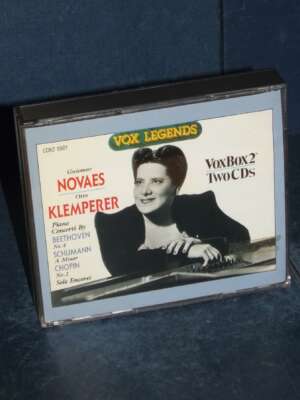 VOX LEGENDS
CDX2 5501
Guiomar
NOVAES
Otto
KLEMPERER
Piano
Concerti By
BEETHOVEN
No.4
SCHUMANN
A Minor
CHOPIN
No.2
Solo Encores
VoxBox2
Two CDs